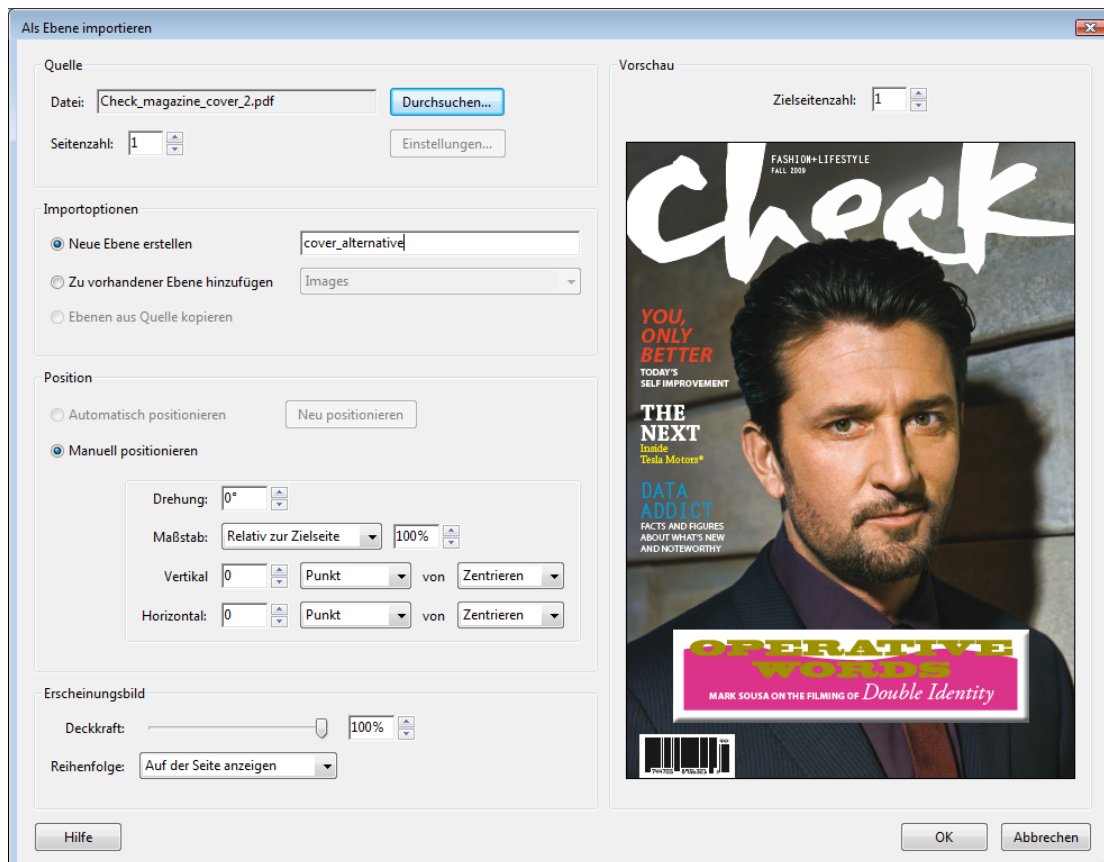 Als Ebene importieren
Quelle
Datei: Check_magazine_cover_2.pdf Durchsuchen...
Seitenzahl: 1 Einstellungen...
Importoptionen
Neue Ebene erstellen cover_alternative
Zu vorhandener Ebene hinzufügen Images
Ebenen aus Quelle kopieren
Position
Automatisch positionieren Neu positionieren
Manuell positionieren
Drehung: 0°
Maßstab: Relativ zur Zielseite 100%
Vertikal 0 Punkt von Zentrieren
Horizontal: 0 Punkt von Zentrieren
Erscheinungsbild
Deckkraft: 100%
Reihenfolge: Auf der Seite anzeigen
Hilfe
Vorschau
Zielseitenzahl: 1
FASHION+LIFESTYLE
FALL 2009
Check
YOU,
ONLY
BETTER
TODAY'S
SELF IMPROVEMENT
THE
NEXT
Inside
Tesla Motors®
DATA
ADDICT
FACTS AND FIGURES
ABOUT WHAT'S NEW
AND NOTEWORTHY
OPERATIVE
WORDS
MARK SOUSA ON THE FILMING OF Double Identity
OK Abbrechen